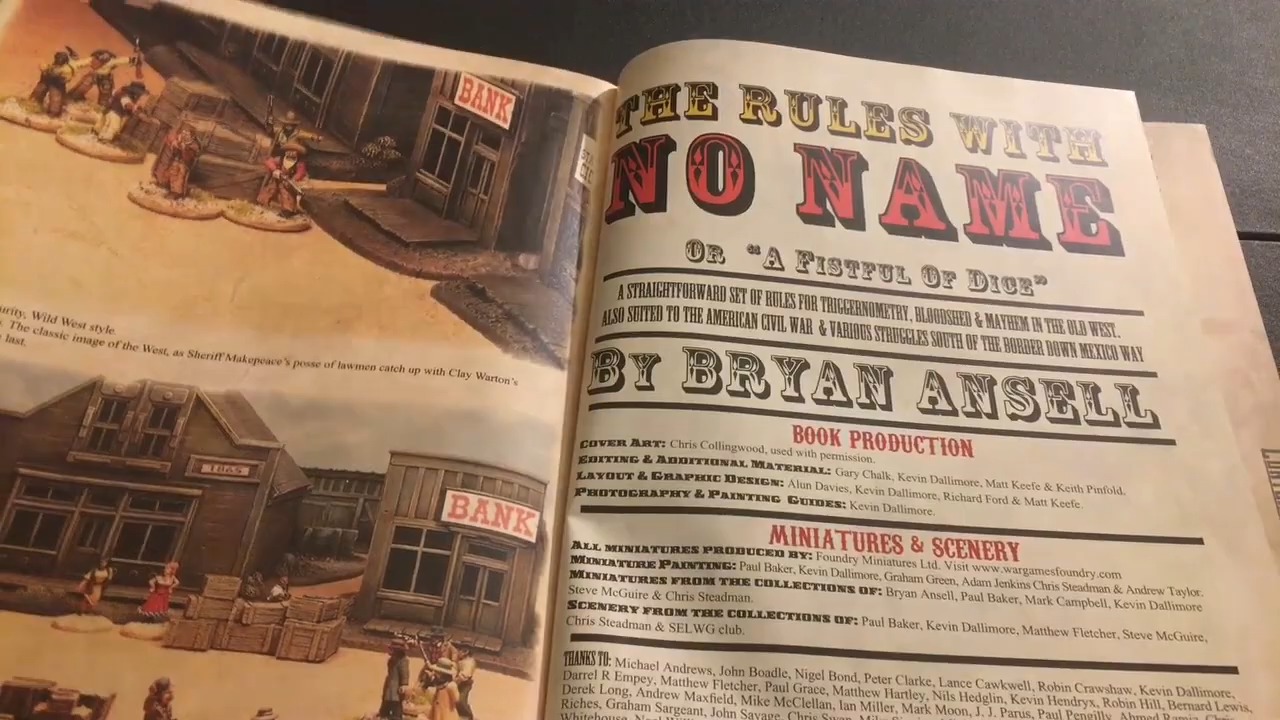 BANK
urity, Wild West style.
. The classic image of the West, as Sheriff Makepeace's posse of lawmen catch up with Clay Warton's
last.
1865
BANK
THE RULES WITH
NO NAME
OR "A FISTFUL OF DICE"
A STRAIGHTFORWARD SET OF RULES FOR TRIGGERNOMETRY, BLOODSHED & MAYHEM IN THE OLD WEST.
ALSO SUITED TO THE AMERICAN CIVIL WAR & VARIOUS STRUGGLES SOUTH OF THE BORDER DOWN MEXICO WAY
BY BRYAN ANSELL
BOOK PRODUCTION
COVER ART: Chris Collingwood, used with permission.
EDITING & ADDITIONAL MATERIAL: Gary Chalk, Kevin Dallimore, Matt Keefe & Keith Pinfold.
LAYOUT & GRAPHIC DESIGN: Alun Davies, Kevin Dallimore, Richard Ford & Matt Keefe.
PHOTOGRAPHY & PAINTING GUIDES: Kevin Dallimore.
MINIATURES & SCENERY
ALL MINIATURES PRODUCED BY: Foundry Miniatures Ltd. Visit www.wargamesfoundry.com
MINIATURE PAINTING: Paul Baker, Kevin Dallimore, Graham Green, Adam Jenkins Chris Steadman & Andrew Taylor.
MINIATURES FROM THE COLLECTIONS OF: Bryan Ansell, Paul Baker, Mark Campbell, Kevin Dallimore
Steve McGuire & Chris Steadman.
SCENERY FROM THE COLLECTIONS OF: Paul Baker, Kevin Dallimore, Matthew Fletcher, Steve McGuire,
Chris Steadman & SELWG club.
THANKS TO: Michael Andrews, John Boadle, Nigel Bond, Peter Clarke, Lance Cawkwell, Robin Crawshaw, Kevin Dallimore,
Darrel R Empey, Matthew Fletcher, Paul Grace, Matthew Hartley, Nils Hedglin, Kevin Hendryx, Robin Hill, Bernard Lewis,
Derek Long, Andrew Maxfield, Mike McClellan, Ian Miller, Mark Moon, J. J. Parus, Paul
Riches, Graham Sargeant, John Savage, Chris Swan,